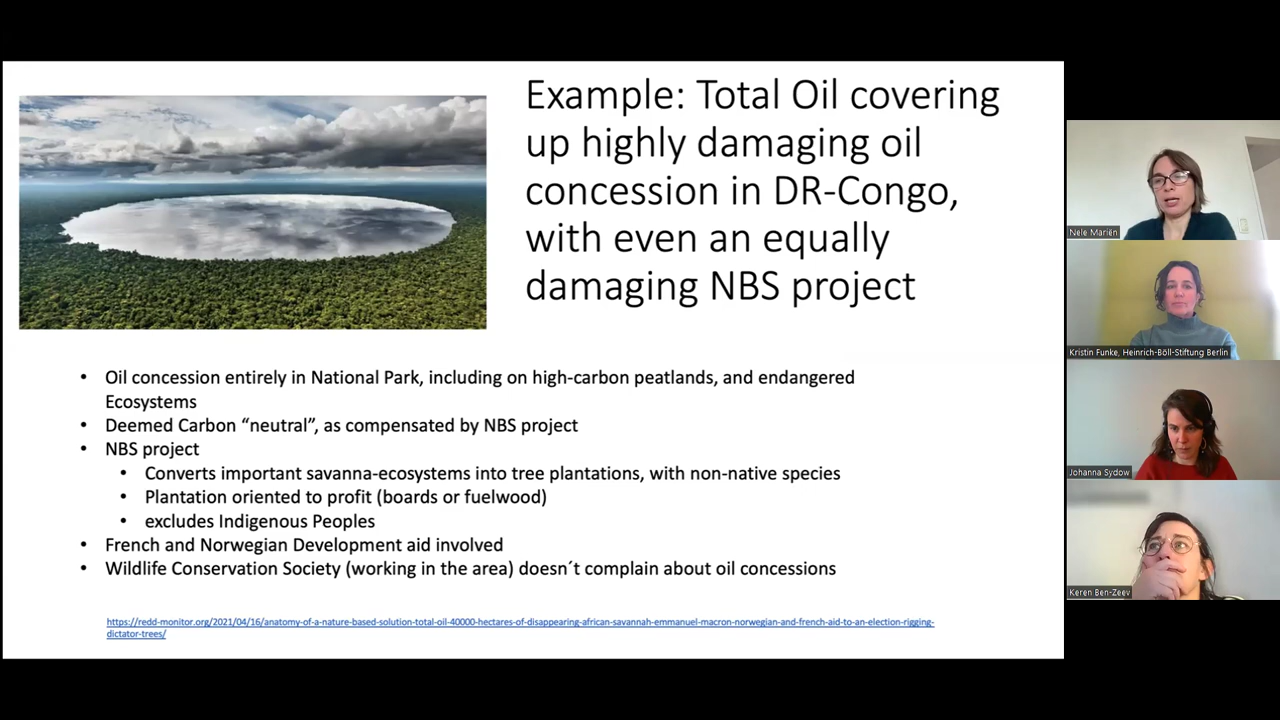 Example: Total Oil covering
up highly damaging oil
concession in DR-Congo,
with even an equally
damaging NBS project
• Oil concession entirely in National Park, including on high-carbon peatlands, and endangered
Ecosystems
• Deemed Carbon “neutral”, as compensated by NBS project
• NBS project
• Converts important savanna-ecosystems into tree plantations, with non-native species
• Plantation oriented to profit (boards or fuelwood)
• excludes Indigenous Peoples
• French and Norwegian Development aid involved
• Wildlife Conservation Society (working in the area) doesn´t complain about oil concessions
https://redd-monitor.org/2021/04/16/anatomy-of-a-nature-based-solution-total-oil-40000-hectares-of-disappearing-african-savannah-emmanuel-macron-norwegian-and-french-aid-to-an-election-rigging-
dictator-trees/
Nele Mariën
Kristin Funke, Heinrich-Böll-Stiftung Berlin
Johanna Sydow
Keren Ben-Zeev